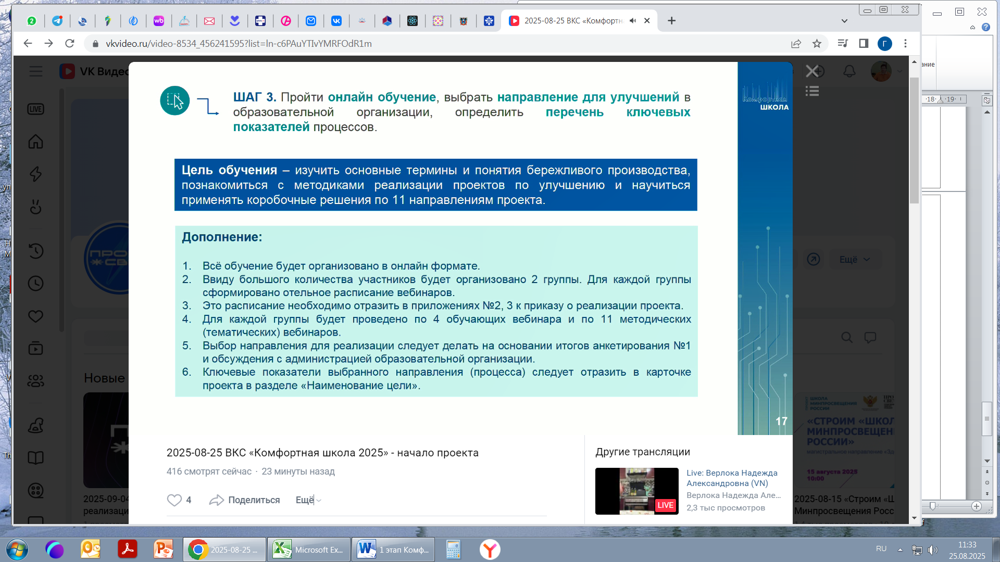 2025-08-25 ВКС «Комфортн
vkvideo.ru/video-8534_456241595?list=ln-c6PAuYTIvYMRFOdR1m
Г
VK Видео
LIVE
Комфортная
ШКОЛА
ШАГ 3. Пройти онлайн обучение, выбрать направление для улучшений в
образовательной организации, определить перечень ключевых
показателей процессов.
Цель обучения – изучить основные термины и понятия бережливого производства,
познакомиться с методиками реализации проектов по улучшению и научиться
применять коробочные решения по 11 направлениям проекта.
Дополнение:
1. Всё обучение будет организовано в онлайн формате.
2. Ввиду большого количества участников будет организовано 2 группы. Для каждой группы
сформировано отельное расписание вебинаров.
3. Это расписание необходимо отразить в приложениях №2, 3 к приказу о реализации проекта.
4. Для каждой группы будет проведено по 4 обучающих вебинара и по 11 методических
(тематических) вебинаров.
5. Выбор направления для реализации следует делать на основании итогов анкетирования №1
и обсуждения с администрацией образовательной организации.
6. Ключевые показатели выбранного направления (процесса) следует отразить в карточке
проекта в разделе «Наименование цели».
17
Ещё
Новые
ШКОЛА
МИНПРОСВЕЩЕНИЯ
РОССИИ
«СТРОИМ «ШКОЛ
МИНПРОСВЕЩЕН
РОССИИ»
15 августа 2025
10:00
2025-08-15 «Строим «Ш
Минпросвещения Росс
2025-09-04
реализаци
2025-08-25 ВКС «Комфортная школа 2025» - начало проекта
416 смотрят сейчас · 23 минуты назад
4
Поделиться
Ещё
Другие трансляции
LIVE
Live: Верлока Надежда
Александровна (VN)
Верлока Надежда Але...
2,3 тыс просмотров
ание
18 19
2025-08-25 ...
Microsoft Ex...
1 этап Комф...
RU
11:33
25.08.2025